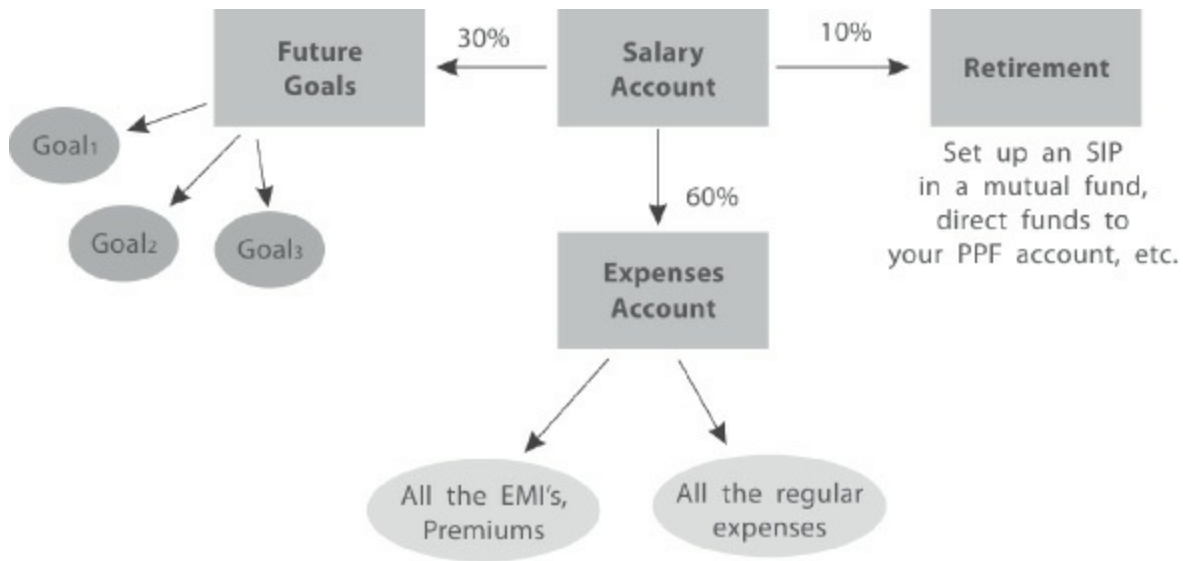 Future
Goals
30%
Salary
Account
10%
Retirement
Goal1
Goal2
Goal3
60%
Set up an SIP
in a mutual fund,
direct funds to
your PPF account, etc.
Expenses
Account
All the EMI's,
Premiums
All the regular
expenses